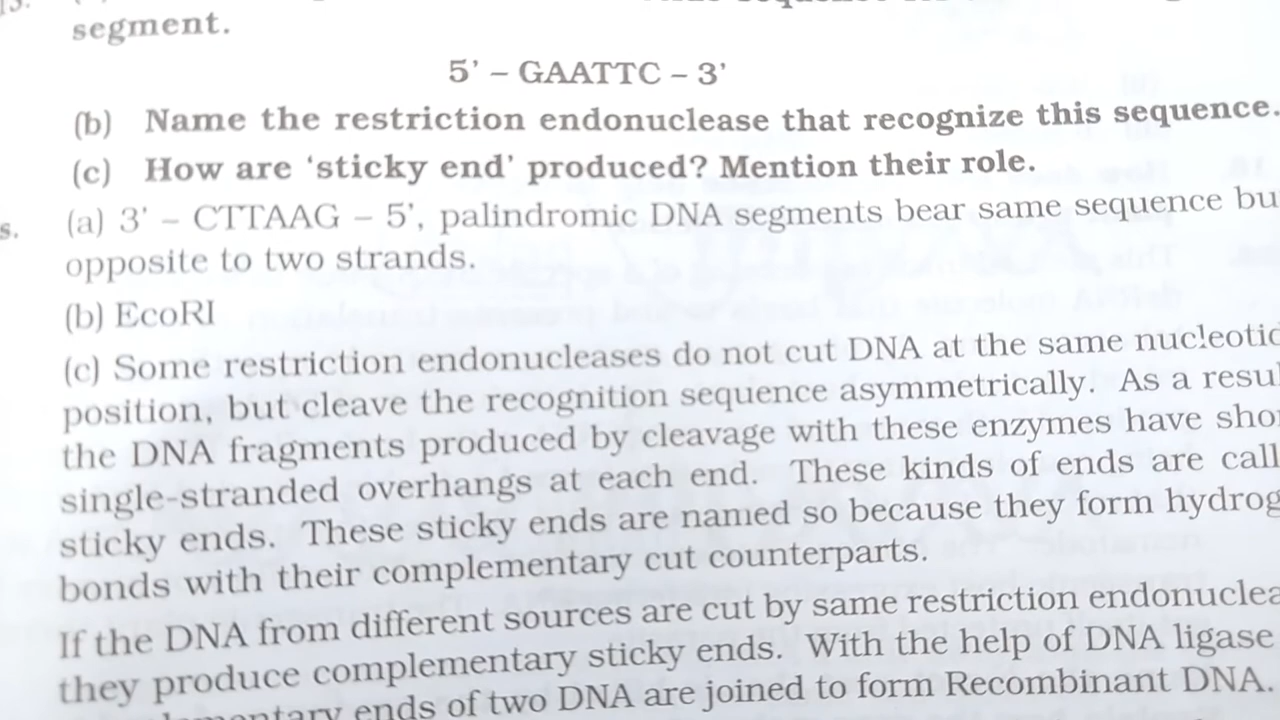 segment.
5' – GAATTC – 3'
(b) Name the restriction endonuclease that recognize this sequence.
(c) How are 'sticky end' produced? Mention their role.
s. (a) 3' – CTTAAG – 5', palindromic DNA segments bear same sequence bu
opposite to two strands.
(b) EcoRI
(c) Some restriction endonucleases do not cut DNA at the same nucleotid
position, but cleave the recognition sequence asymmetrically. As a resul
the DNA fragments produced by cleavage with these enzymes have shor
single-stranded overhangs at each end. These kinds of ends are call
sticky ends. These sticky ends are named so because they form hydrog
bonds with their complementary cut counterparts.
If the DNA from different sources are cut by same restriction endonuclea
they produce complementary sticky ends. With the help of DNA ligase
ends of two DNA are joined to form Recombinant DNA.